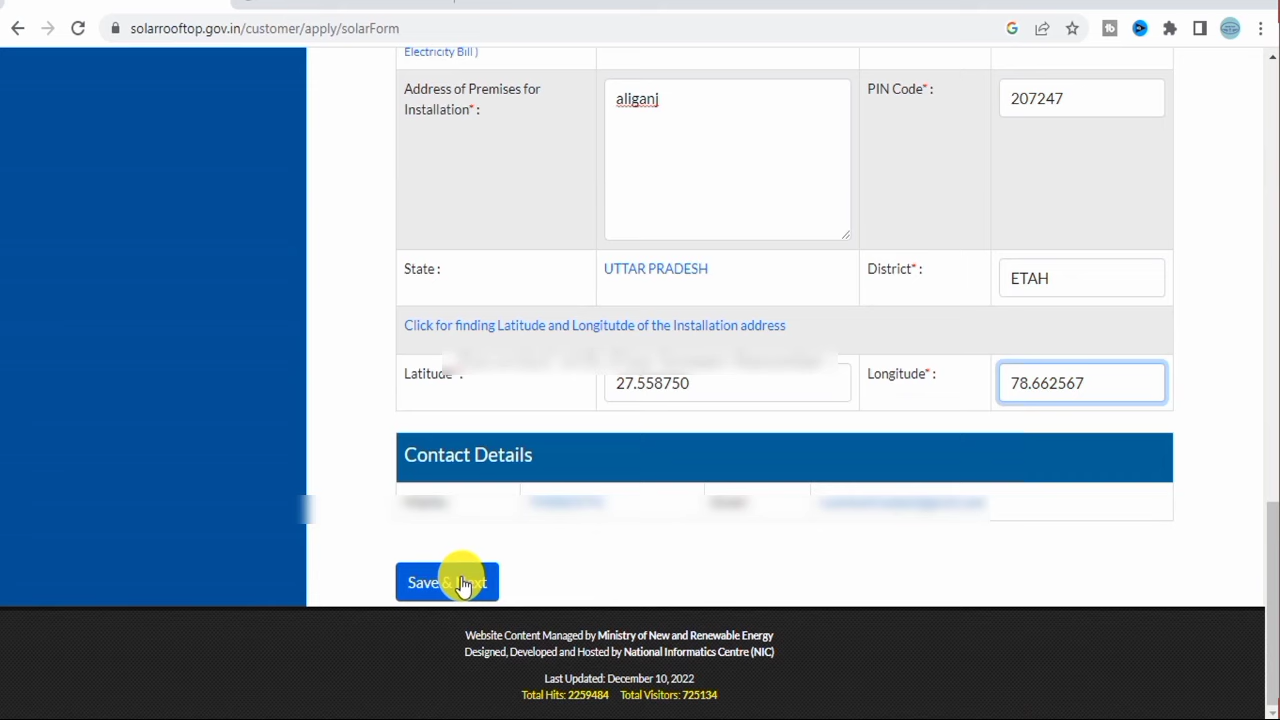 solarrooftop.gov.in/customer/apply/solarForm
Electricity Bill )
Address of Premises for
Installation* :
aliganj
PIN Code* :
207247
State :
UTTAR PRADESH
District* :
ETAH
Click for finding Latitude and Longitutde of the Installation address
Latitude* :
27.558750
Longitude* :
78.662567
Contact Details
Save & Next
Website Content Managed by Ministry of New and Renewable Energy
Designed, Developed and Hosted by National Informatics Centre (NIC)
Last Updated: December 10, 2022
Total Hits: 2259484 Total Visitors: 725134